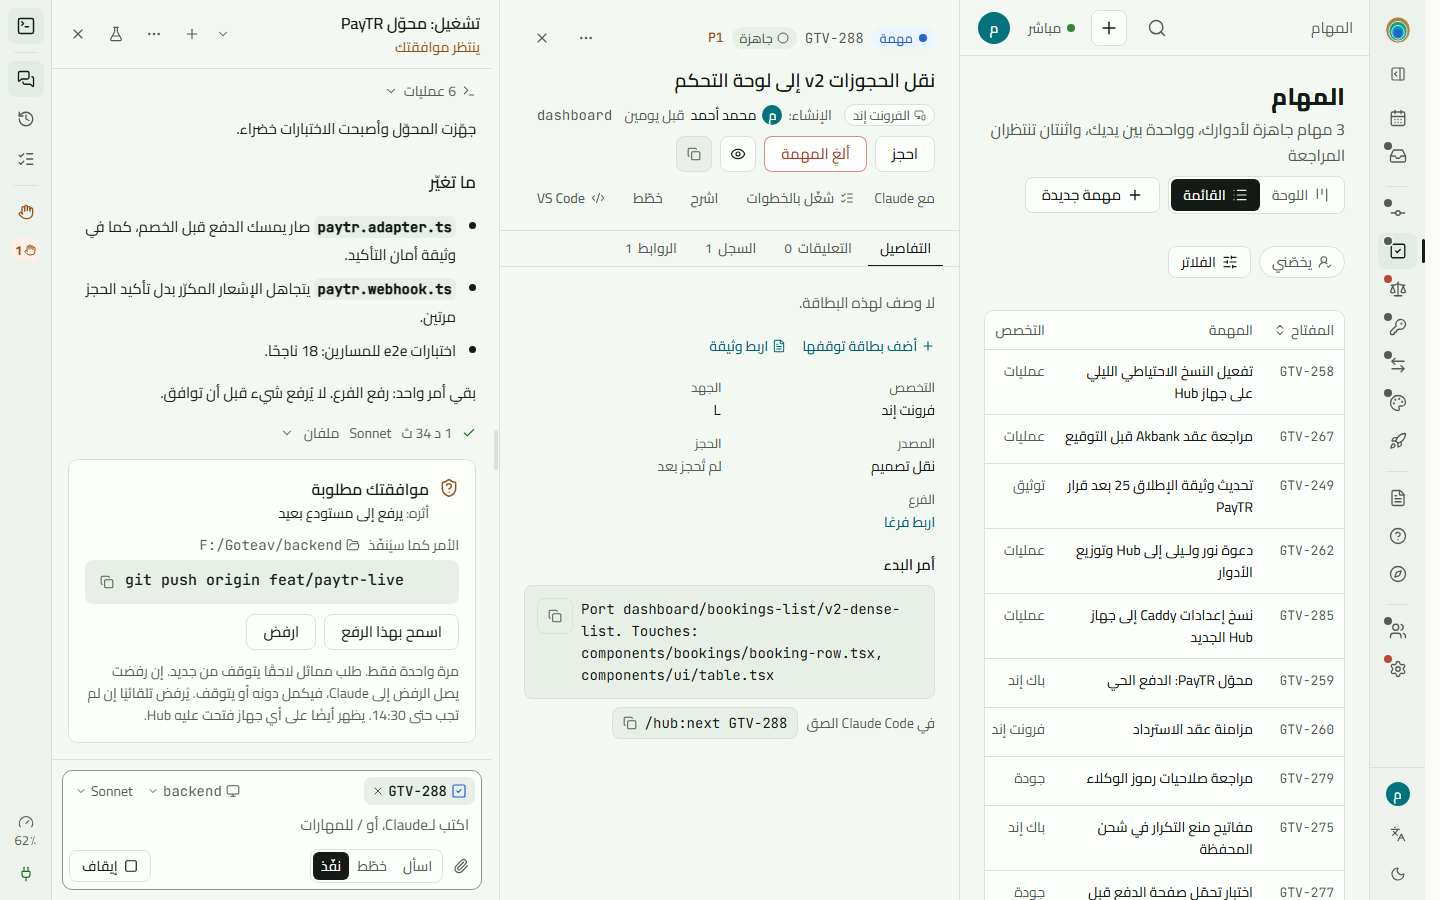 المهام
مباشر
م
المهام
3 مهام جاهزة لأدوارك، وواحدة بين يديك، واثنتان تنتظران
المراجعة
اللوحة
القائمة
مهمة جديدة
يخصّني
الفلاتر
المفتاح
المهمة
التخصص
GTV-258
تفعيل النسخ الاحتياطي الليلي
على جهاز Hub
عمليات
GTV-267
مراجعة عقد Akbank قبل التوقيع
عمليات
GTV-249
تحديث وثيقة الإطلاق 25 بعد قرار
PayTR
توثيق
GTV-262
دعوة نور وليلى إلى Hub وتوزيع
الأدوار
عمليات
GTV-285
نسخ إعدادات Caddy إلى جهاز
Hub الجديد
عمليات
GTV-259
محوّل PayTR: الدفع الحي
باك إند
GTV-260
مزامنة عقد الاسترداد
فرونت إند
GTV-279
مراجعة صلاحيات رموز الوكلاء
جودة
GTV-275
مفاتيح منع التكرار في شحن
المحفظة
باك إند
GTV-277
اختبار تحمّل صفحة الدفع قبل
جودة
م
مهمة
GTV-288
جاهزة
P1
نقل الحجوزات v2 إلى لوحة التحكم
الفرونت إند
الإنشاء: م محمد أحمد قبل يومين
dashboard
احجز
ألغِ المهمة
مع Claude
شغّل بالخطوات
اشرح
خطّط
VS Code
التفاصيل
التعليقات 0
السجل 1
الروابط 1
لا وصف لهذه البطاقة.
أضف بطاقة توقفها
اربط وثيقة
التخصص
الجهد
فرونت إند
L
المصدر
الحجز
نقل تصميم
لم تُحجز بعد
الفرع
اربط فرعًا
أمر البدء
Port dashboard/bookings-list/v2-dense-
list. Touches:
components/bookings/booking-row.tsx,
components/ui/table.tsx
في Claude Code الصق
/hub:next GTV-288
تشغيل: محوّل PayTR
ينتظر موافقتك
6 عمليات
جهّزت المحوّل وأصبحت الاختبارات خضراء.
ما تغيّر
paytr.adapter.ts صار يمسك الدفع قبل الخصم، كما في
وثيقة أمان التأكيد.
paytr.webhook.ts يتجاهل الإشعار المكرّر بدل تأكيد الحجز
مرتين.
اختبارات e2e للمسارين: 18 ناجحًا.
بقي أمر واحد: رفع الفرع. لا يُرفع شيء قبل أن توافق.
1 د 34 ث
Sonnet
ملفان
موافقتك مطلوبة
أثره: يرفع إلى مستودع بعيد
الأمر كما سيُنفّذ
F:/Goteav/backend
git push origin feat/paytr-live
اسمح بهذا الرفع
ارفض
مرة واحدة فقط. طلب مماثل لاحقًا يتوقف من جديد. إن رفضت
يصل الرفض إلى Claude، فيكمل دونه أو يتوقف. يُرفض تلقائيًا إن لم
تجب حتى 14:30. يظهر أيضًا على أي جهاز فتحت عليه Hub.
GTV-288
backend
Sonnet
اكتب لـClaude، أو / للمهارات
اسأل
خطّط
نفّذ
إيقاف
1
62٪